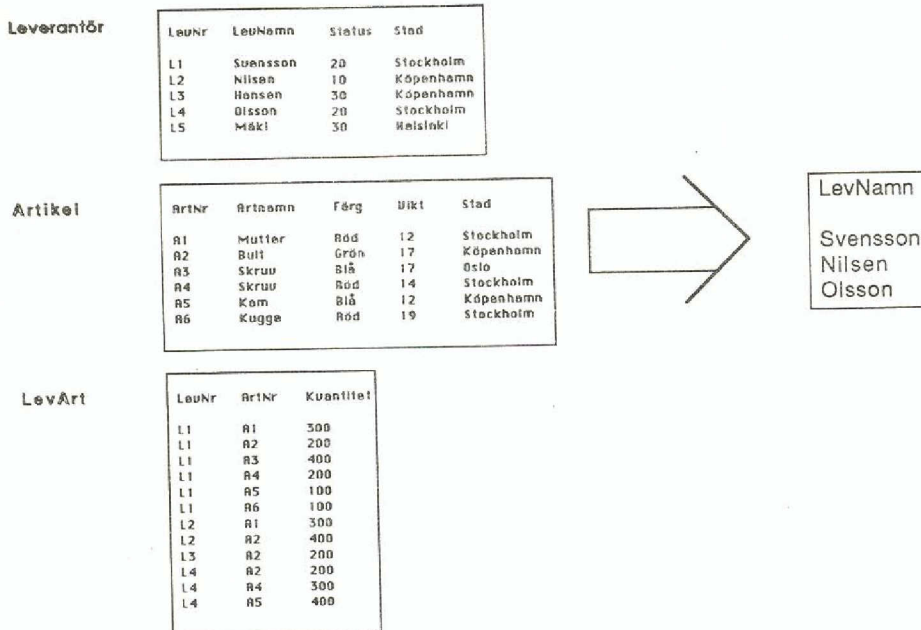 Leverantör
LevNr LevNamn Status Stad
L1 Svensson 20 Stockholm
L2 Nilsen 10 Köpenhamn
L3 Hansen 30 Köpenhamn
L4 Olsson 20 Stockholm
L5 Mäki 30 Helsinki
Artikel
ArtNr Artnamn Färg Vikt Stad
A1 Mutter Röd 12 Stockholm
A2 Bult Grön 17 Köpenhamn
A3 Skruv Blå 17 Oslo
A4 Skruv Röd 14 Stockholm
A5 Kam Blå 12 Köpenhamn
A6 Kugge Röd 19 Stockholm
LevNamn
Svensson
Nilsen
Olsson
LevArt
LevNr ArtNr Kvantitet
L1 A1 300
L1 A2 200
L1 A3 400
L1 A4 200
L1 A5 100
L1 A6 100
L2 A1 300
L2 A2 400
L3 A2 200
L4 A2 200
L4 A4 300
L4 A5 400